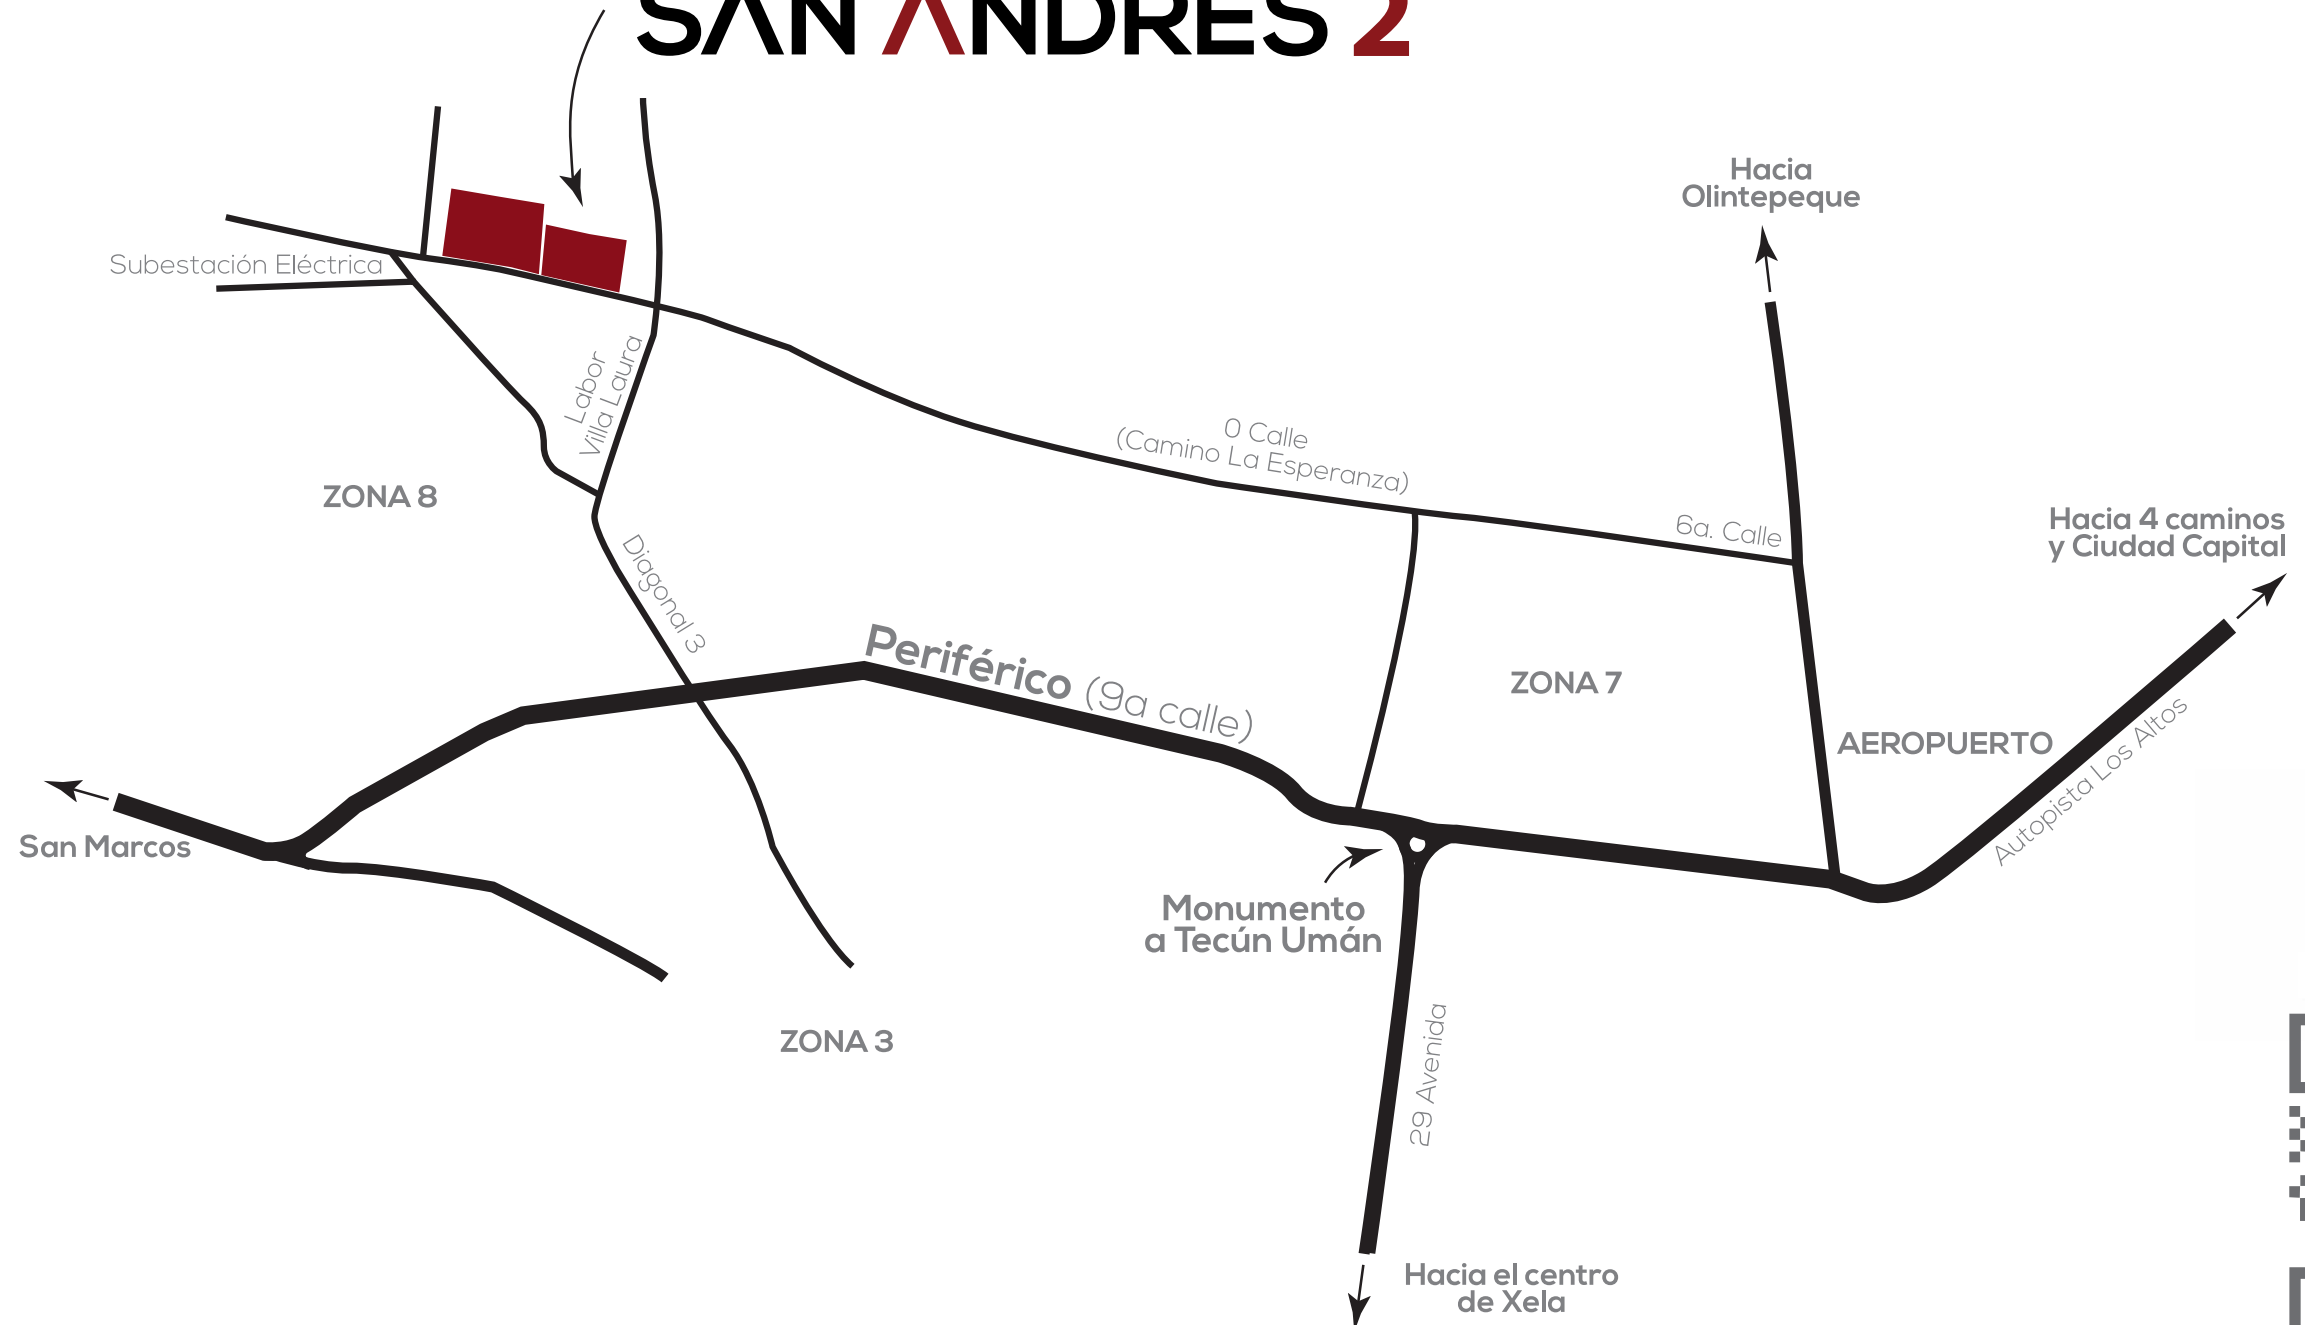 SAN ANDRES 2
Hacia
Olintepeque
Subestación Eléctrica
Labor
Villa Laura
0 Calle
(Camino La Esperanza)
6a. Calle
Hacia 4 caminos
y Ciudad Capital
ZONA 8
Diagonal 3
Periférico (9a calle)
ZONA 7
AEROPUERTO
Autopista Los Altos
San Marcos
Monumento
a Tecún Umán
ZONA 3
29 Avenida
Hacia el centro
de Xela